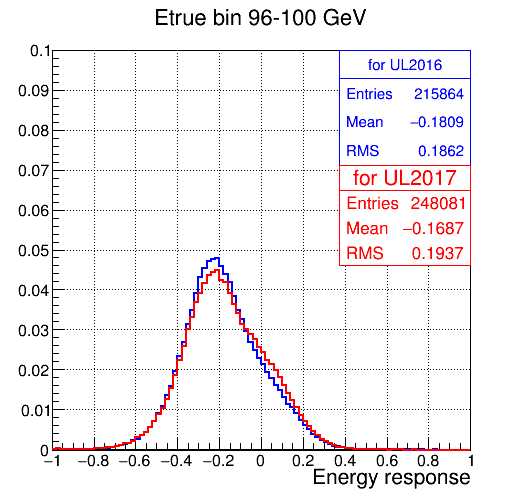 Etrue bin 96-100 GeV
for UL2016
Entries 215864
Mean −0.1809
RMS 0.1862
for UL2017
Entries 248081
Mean −0.1687
RMS 0.1937
0.1
0.09
0.08
0.07
0.06
0.05
0.04
0.03
0.02
0.01
0
−1 −0.8 −0.6 −0.4 −0.2 0 0.2 0.4 0.6 0.8 1
Energy response